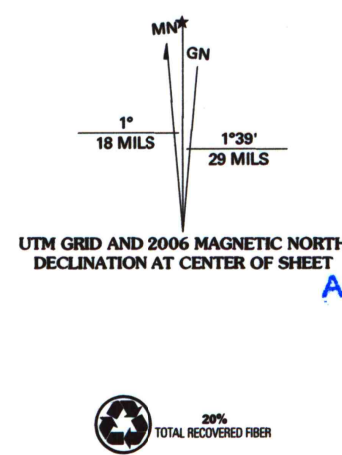 MN
GN
1°
18 MILS
1°39'
29 MILS
UTM GRID AND 2006 MAGNETIC NORTH
DECLINATION AT CENTER OF SHEET
A
20%
TOTAL RECOVERED FIBER